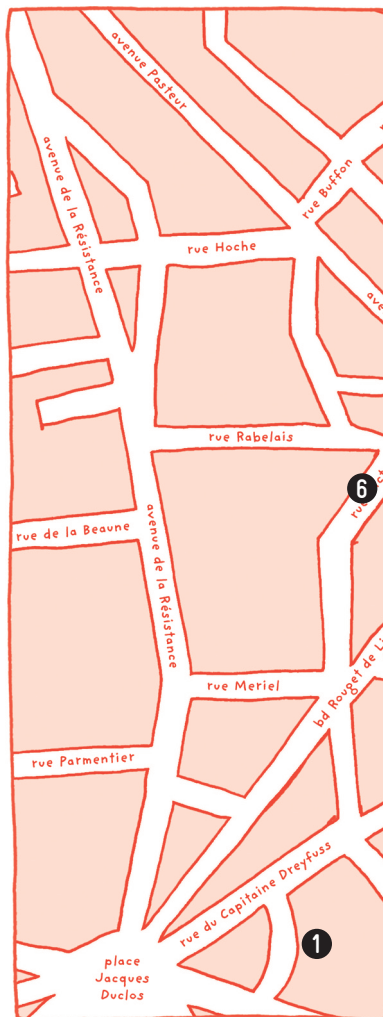 avenue Pasteur
avenue de la Résistance
rue Buffon
rue Hoche
rue Rabelais
6
rue
rue de la Beaune
avenue de la Résistance
rue Meriel
bd Rouget de
rue Parmentier
rue du Capitaine Dreyfuss
1
place
Jacques
Duclos